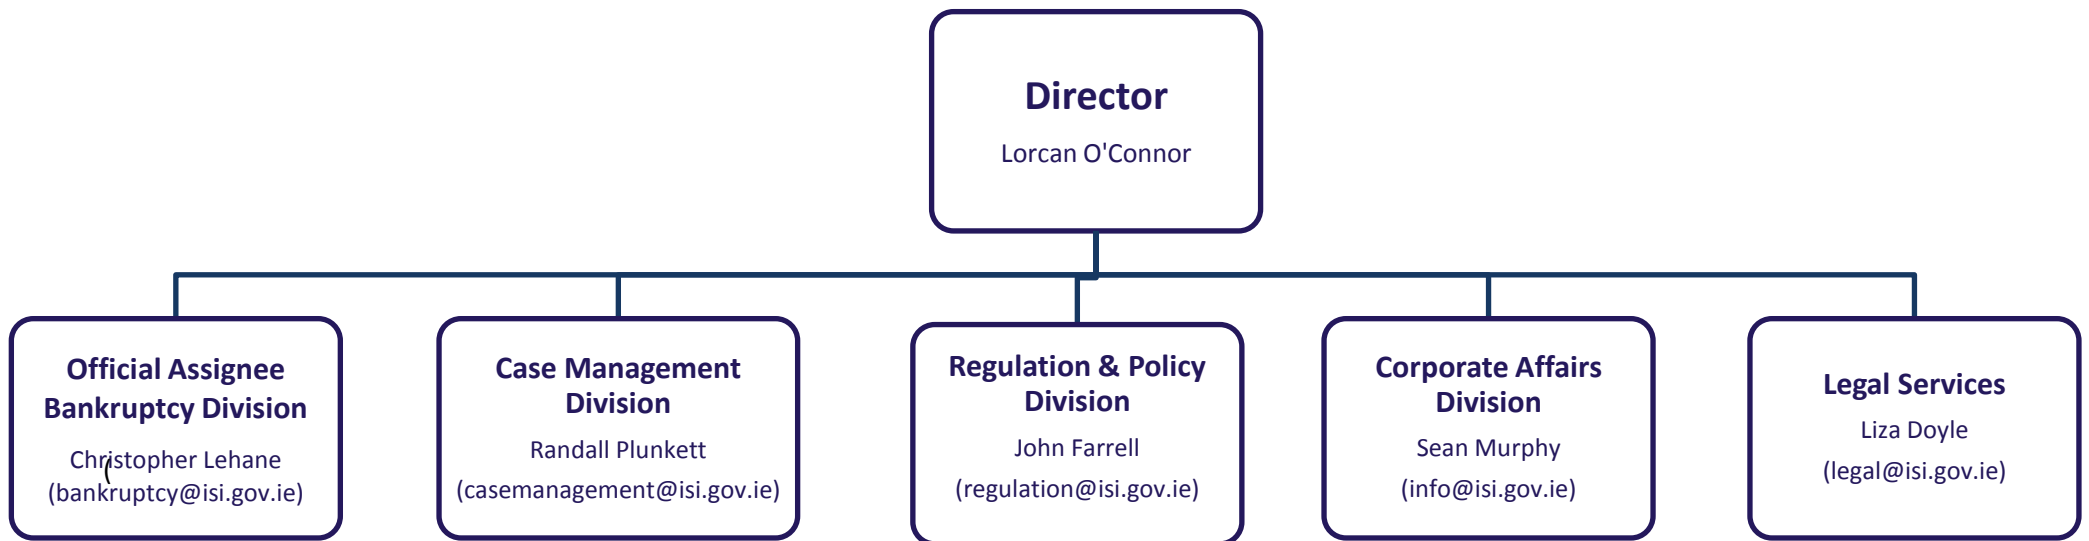 Director
Lorcan O'Connor
Official Assignee
Bankruptcy Division
Christopher Lehane
(
(bankruptcy@isi.gov.ie)
Case Management
Division
Randall Plunkett
(casemanagement@isi.gov.ie)
Regulation & Policy
Division
John Farrell
(regulation@isi.gov.ie)
Corporate Affairs
Division
Sean Murphy
(info@isi.gov.ie)
Legal Services
Liza Doyle
(legal@isi.gov.ie)